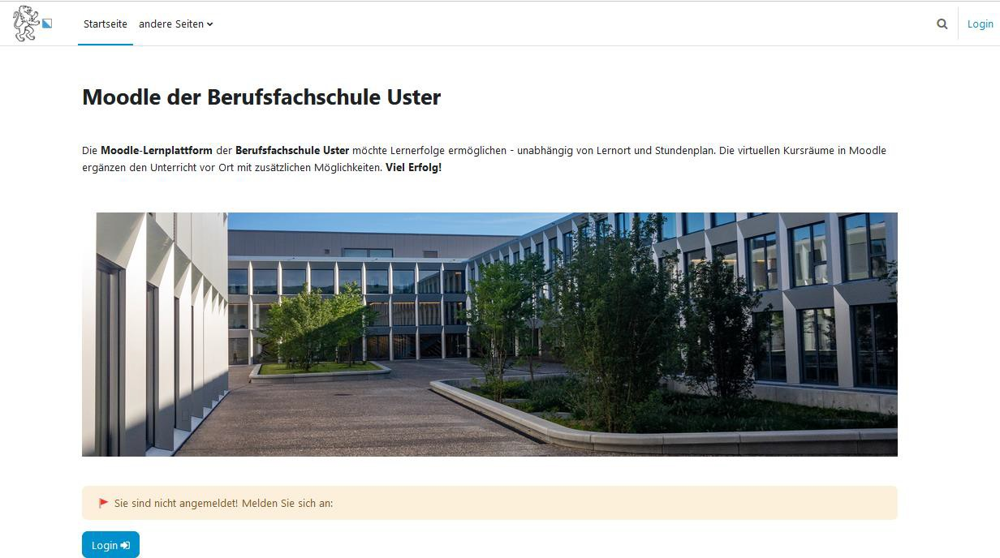 Startseite andere Seiten Login
Moodle der Berufsfachschule Uster
Die Moodle-Lernplattform der Berufsfachschule Uster möchte Lernerfolge ermöglichen - unabhängig von Lernort und Stundenplan. Die virtuellen Kursräume in Moodle
ergänzen den Unterricht vor Ort mit zusätzlichen Möglichkeiten. Viel Erfolg!
Sie sind nicht angemeldet! Melden Sie sich an:
Login